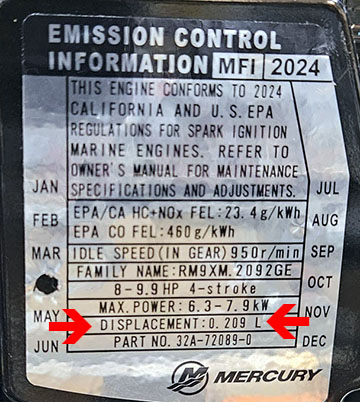 EMISSION CONTROL
INFORMATION MFI 2024
THIS ENGINE CONFORMS TO 2024
CALIFORNIA AND U.S. EPA
REGULATIONS FOR SPARK IGNITION
MARINE ENGINES. REFER TO
OWNER'S MANUAL FOR MAINTENANCE
SPECIFICATIONS AND ADJUSTMENTS.
EPA/CA HC+NOx FEL:23.4g/kWh
EPA CO FEL:460g/kWh
IDLE SPEED(IN GEAR)950r/min
FAMILY NAME:RM9XM.2092GE
8-9.9HP 4-stroke
MAX.POWER:6.3-7.9kW
DISPLACEMENT:0.209 L
PART NO.32A-72089-0
JAN
FEB
MAR
MAY
JUN
JUL
AUG
SEP
OCT
NOV
DEC
MERCURY